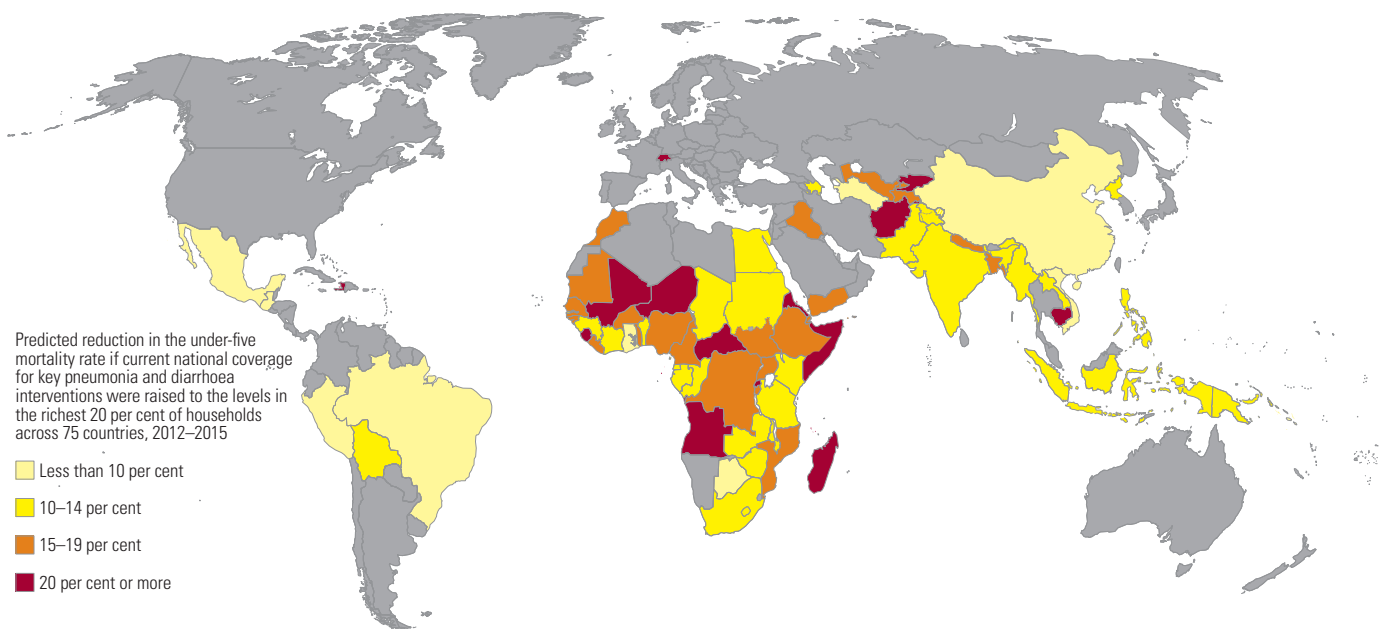 Predicted reduction in the under-five
mortality rate if current national coverage
for key pneumonia and diarrhoea
interventions were raised to the levels in
the richest 20 per cent of households
across 75 countries, 2012–2015
Less than 10 per cent
10–14 per cent
15–19 per cent
20 per cent or more